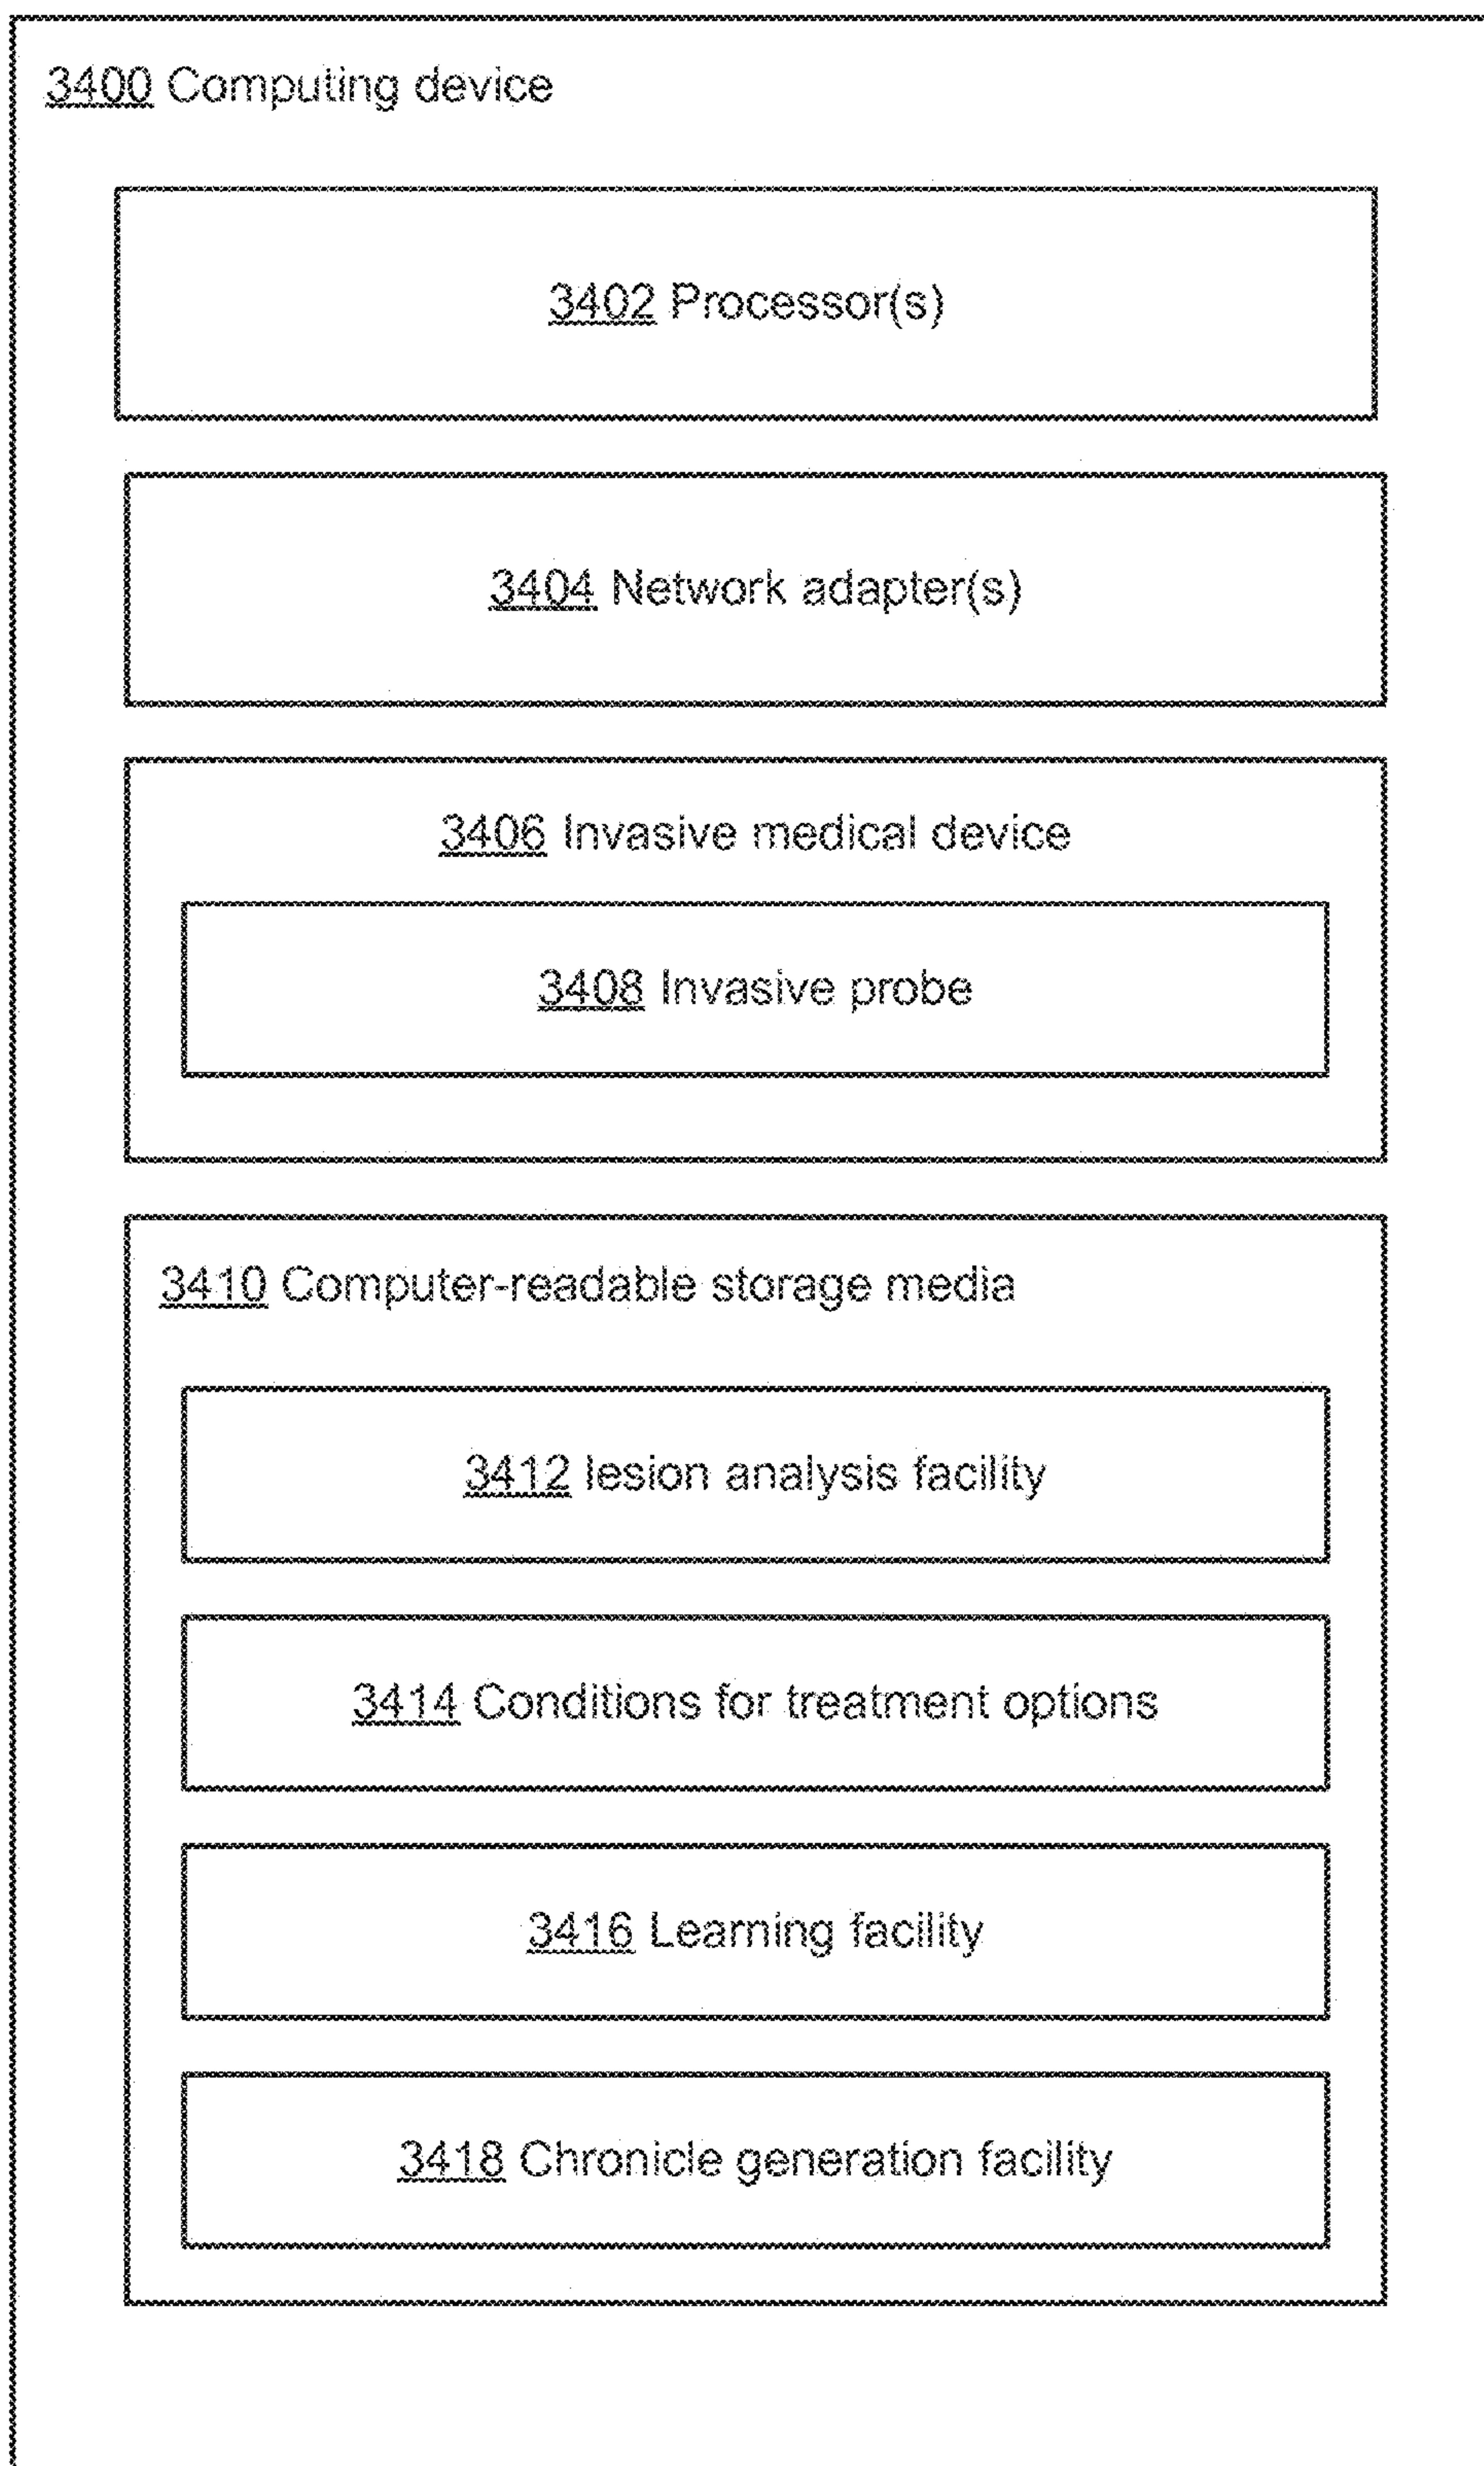 3400 Computing device
3402 Processor(s)
3404 Network adapter(s)
3406 Invasive medical device
3408 Invasive probe
3410 Computer-readable storage media
3412 lesion analysis facility
3414 Conditions for treatment options
3416 Learning facility
3418 Chronicle generation facility